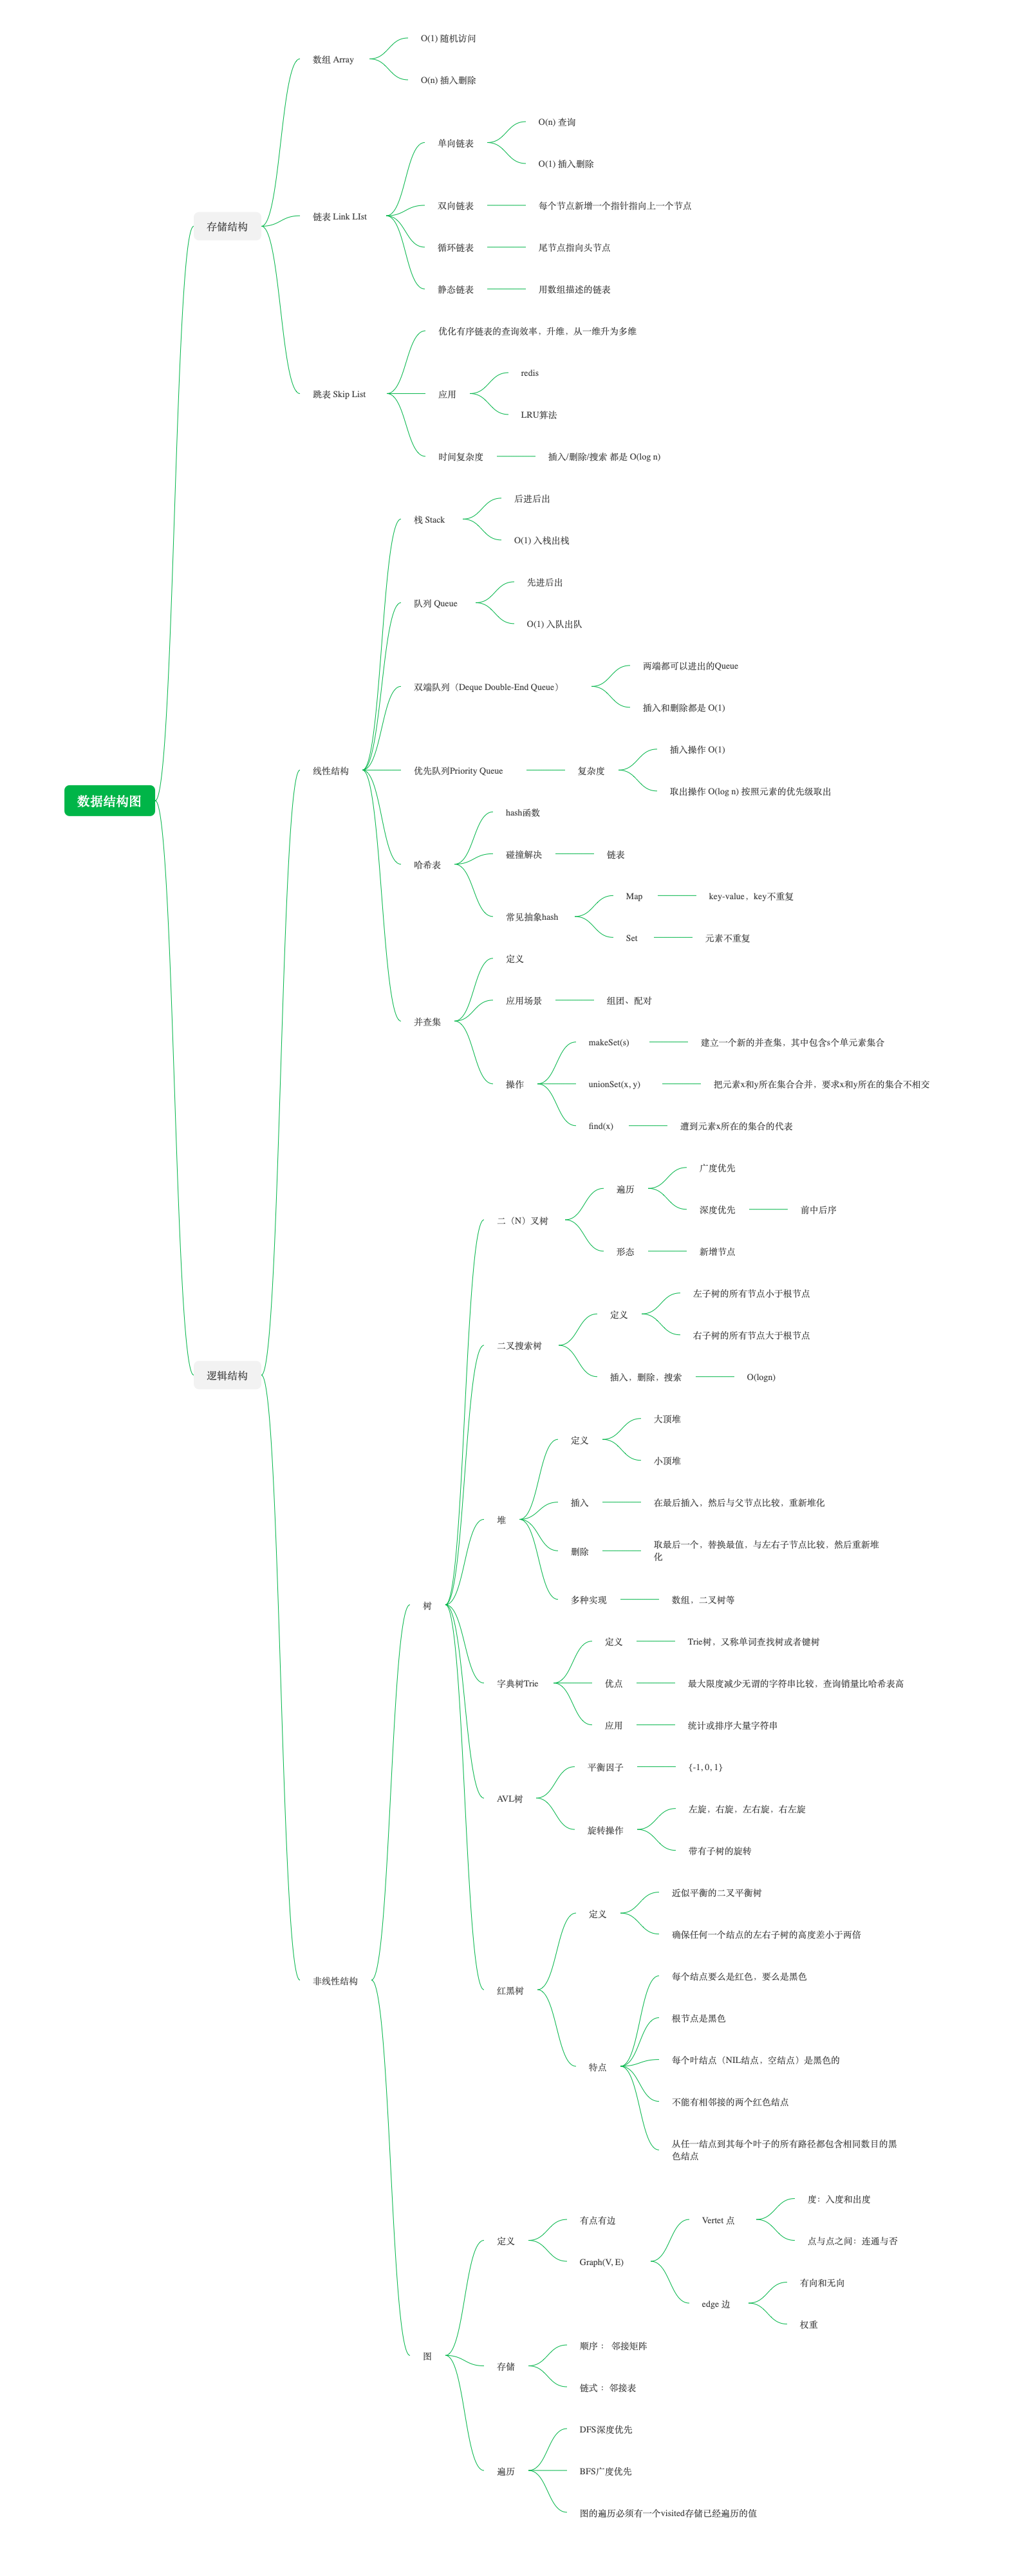 数据结构图
存储结构
数组 Array
O(1) 随机访问
O(n) 插入删除
链表 Link LIst
单向链表
O(n) 查询
O(1) 插入删除
双向链表
每个节点新增一个指针指向上一个节点
循环链表
尾节点指向头节点
静态链表
用数组描述的链表
跳表 Skip List
优化有序链表的查询效率，升维，从一维升为多维
应用
redis
LRU算法
时间复杂度
插入/删除/搜索 都是 O(log n)
逻辑结构
线性结构
栈 Stack
后进后出
O(1) 入栈出栈
队列 Queue
先进后出
O(1) 入队出队
双端队列（Deque Double-End Queue）
两端都可以进出的Queue
插入和删除都是 O(1)
优先队列Priority Queue
复杂度
插入操作 O(1)
取出操作 O(log n) 按照元素的优先级取出
哈希表
hash函数
碰撞解决
链表
常见抽象hash
Map
key-value，key不重复
Set
元素不重复
并查集
定义
应用场景
组团、配对
操作
makeSet(s)
建立一个新的并查集，其中包含s个单元素集合
unionSet(x, y)
把元素x和y所在集合合并，要求x和y所在的集合不相交
find(x)
遭到元素x所在的集合的代表
非线性结构
树
二（N）叉树
遍历
广度优先
深度优先
前中后序
形态
新增节点
二叉搜索树
定义
左子树的所有节点小于根节点
右子树的所有节点大于根节点
插入，删除，搜索
O(logn)
堆
定义
大顶堆
小顶堆
插入
在最后插入，然后与父节点比较，重新堆化
删除
取最后一个，替换最值，与左右子节点比较，然后重新堆
化
多种实现
数组，二叉树等
字典树Trie
定义
Trie树，又称单词查找树或者键树
优点
最大限度减少无谓的字符串比较，查询销量比哈希表高
应用
统计或排序大量字符串
AVL树
平衡因子
{-1, 0, 1}
旋转操作
左旋，右旋，左右旋，右左旋
带有子树的旋转
红黑树
定义
近似平衡的二叉平衡树
确保任何一个结点的左右子树的高度差小于两倍
特点
每个结点要么是红色，要么是黑色
根节点是黑色
每个叶结点（NIL结点，空结点）是黑色的
不能有相邻接的两个红色结点
从任一结点到其每个叶子的所有路径都包含相同数目的黑
色结点
图
定义
有点有边
Graph(V, E)
Vertet 点
度：入度和出度
点与点之间：连通与否
edge 边
有向和无向
权重
存储
顺序： 邻接矩阵
链式 ：邻接表
遍历
DFS深度优先
BFS广度优先
图的遍历必须有一个visited存储已经遍历的值